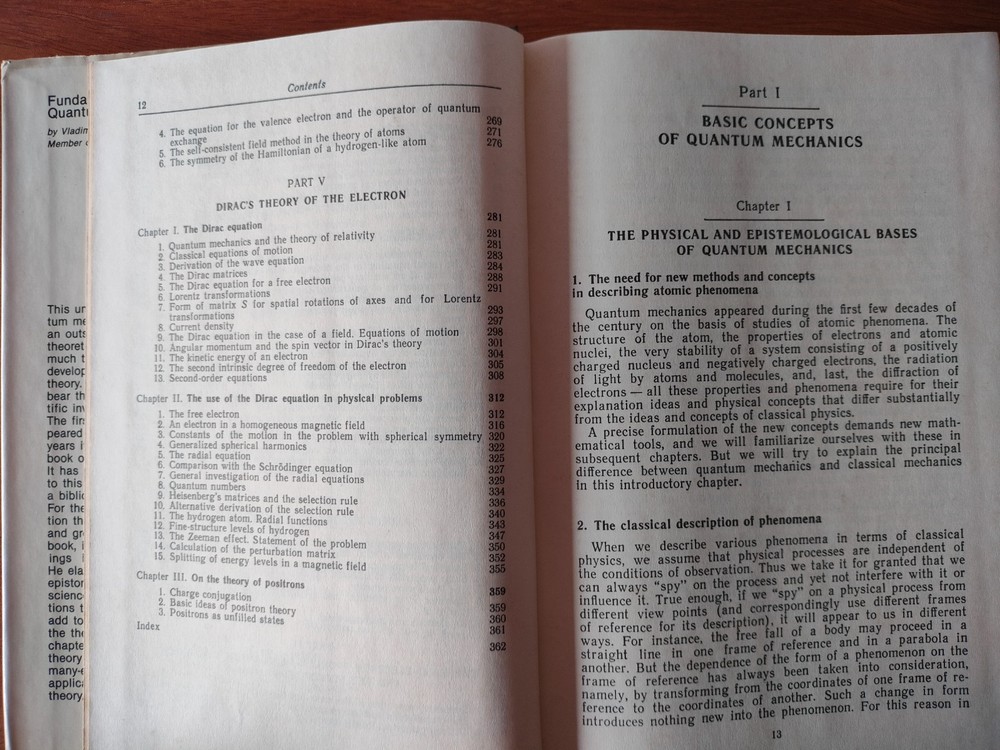 Funda
Quant
by Vladim
Member o
This ur
tum me
an outs
theoret
much t
develop
theory.
bear th
tific inv
The fir
peared
years i
book o
It has
to this
a biblio
For the
tion th
and gr
book, i
ings
He ela
epistor
scienc
tions t
add to
the the
chapte
theory
many-e
applic
theory
12
Contents
4. The equation for the valence electron and the operator of quantum
exchange 269
5. The self-consistent field method in the theory of atoms 271
6. The symmetry of the Hamiltonian of a hydrogen-like atom 276
PART V
DIRAC'S THEORY OF THE ELECTRON
Chapter I. The Dirac equation 281
1. Quantum mechanics and the theory of relativity 281
2. Classical equations of motion 281
3. Derivation of the wave equation 283
4. The Dirac matrices 284
5. The Dirac equation for a free electron 288
6. Lorentz transformations 291
7. Form of matrix S for spatial rotations of axes and for Lorentz
transformations 293
8. Current density 297
9. The Dirac equation in the case of a field. Equations of motion 298
10. Angular momentum and the spin vector in Dirac's theory 301
11. The kinetic energy of an electron 304
12. The second intrinsic degree of freedom of the electron 305
13. Second-order equations 308
Chapter II. The use of the Dirac equation in physical problems 312
1. The free electron 312
2. An electron in a homogeneous magnetic field 316
3. Constants of the motion in the problem with spherical symmetry 320
4. Generalized spherical harmonics 322
5. The radial equation 325
6. Comparison with the Schrödinger equation 327
7. General investigation of the radial equations 329
8. Quantum numbers 334
9. Heisenberg's matrices and the selection rule 336
10. Alternative derivation of the selection rule 340
11. The hydrogen atom. Radial functions 343
12. Fine-structure levels of hydrogen 347
13. The Zeeman effect. Statement of the problem 350
14. Calculation of the perturbation matrix 352
15. Splitting of energy levels in a magnetic field 355
Chapter III. On the theory of positrons 359
1. Charge conjugation 359
2. Basic ideas of positron theory 360
3. Positrons as unfilled states 361
Index 362
Part I
BASIC CONCEPTS
OF QUANTUM MECHANICS
Chapter I
THE PHYSICAL AND EPISTEMOLOGICAL BASES
OF QUANTUM MECHANICS
1. The need for new methods and concepts
in describing atomic phenomena
Quantum mechanics appeared during the first few decades of
the century on the basis of studies of atomic phenomena. The
structure of the atom, the properties of electrons and atomic
nuclei, the very stability of a system consisting of a positively
charged nucleus and negatively charged electrons, the radiation
of light by atoms and molecules, and, last, the diffraction of
electrons — all these properties and phenomena require for their
explanation ideas and physical concepts that differ substantially
from the ideas and concepts of classical physics.
A precise formulation of the new concepts demands new math-
ematical tools, and we will familiarize ourselves with these in
subsequent chapters. But we will try to explain the principal
difference between quantum mechanics and classical mechanics
in this introductory chapter.
2. The classical description of phenomena
When we describe various phenomena in terms of classical
physics, we assume that physical processes are independent of
the conditions of observation. Thus we take it for granted that we
can always "spy" on the process and yet not interfere with it or
influence it. True enough, if we "spy" on a physical process from
different view points (and correspondingly use different frames
of reference for its description), it will appear to us in different
ways. For instance, the free fall of a body may proceed in a
straight line in one frame of reference and in a parabola in
another. But the dependence of the form of a phenomenon on the
frame of reference has always been taken into consideration,
namely, by transforming from the coordinates of one frame of re-
ference to the coordinates of another. Such a change in form
introduces nothing new into the phenomenon. For this reason in
13